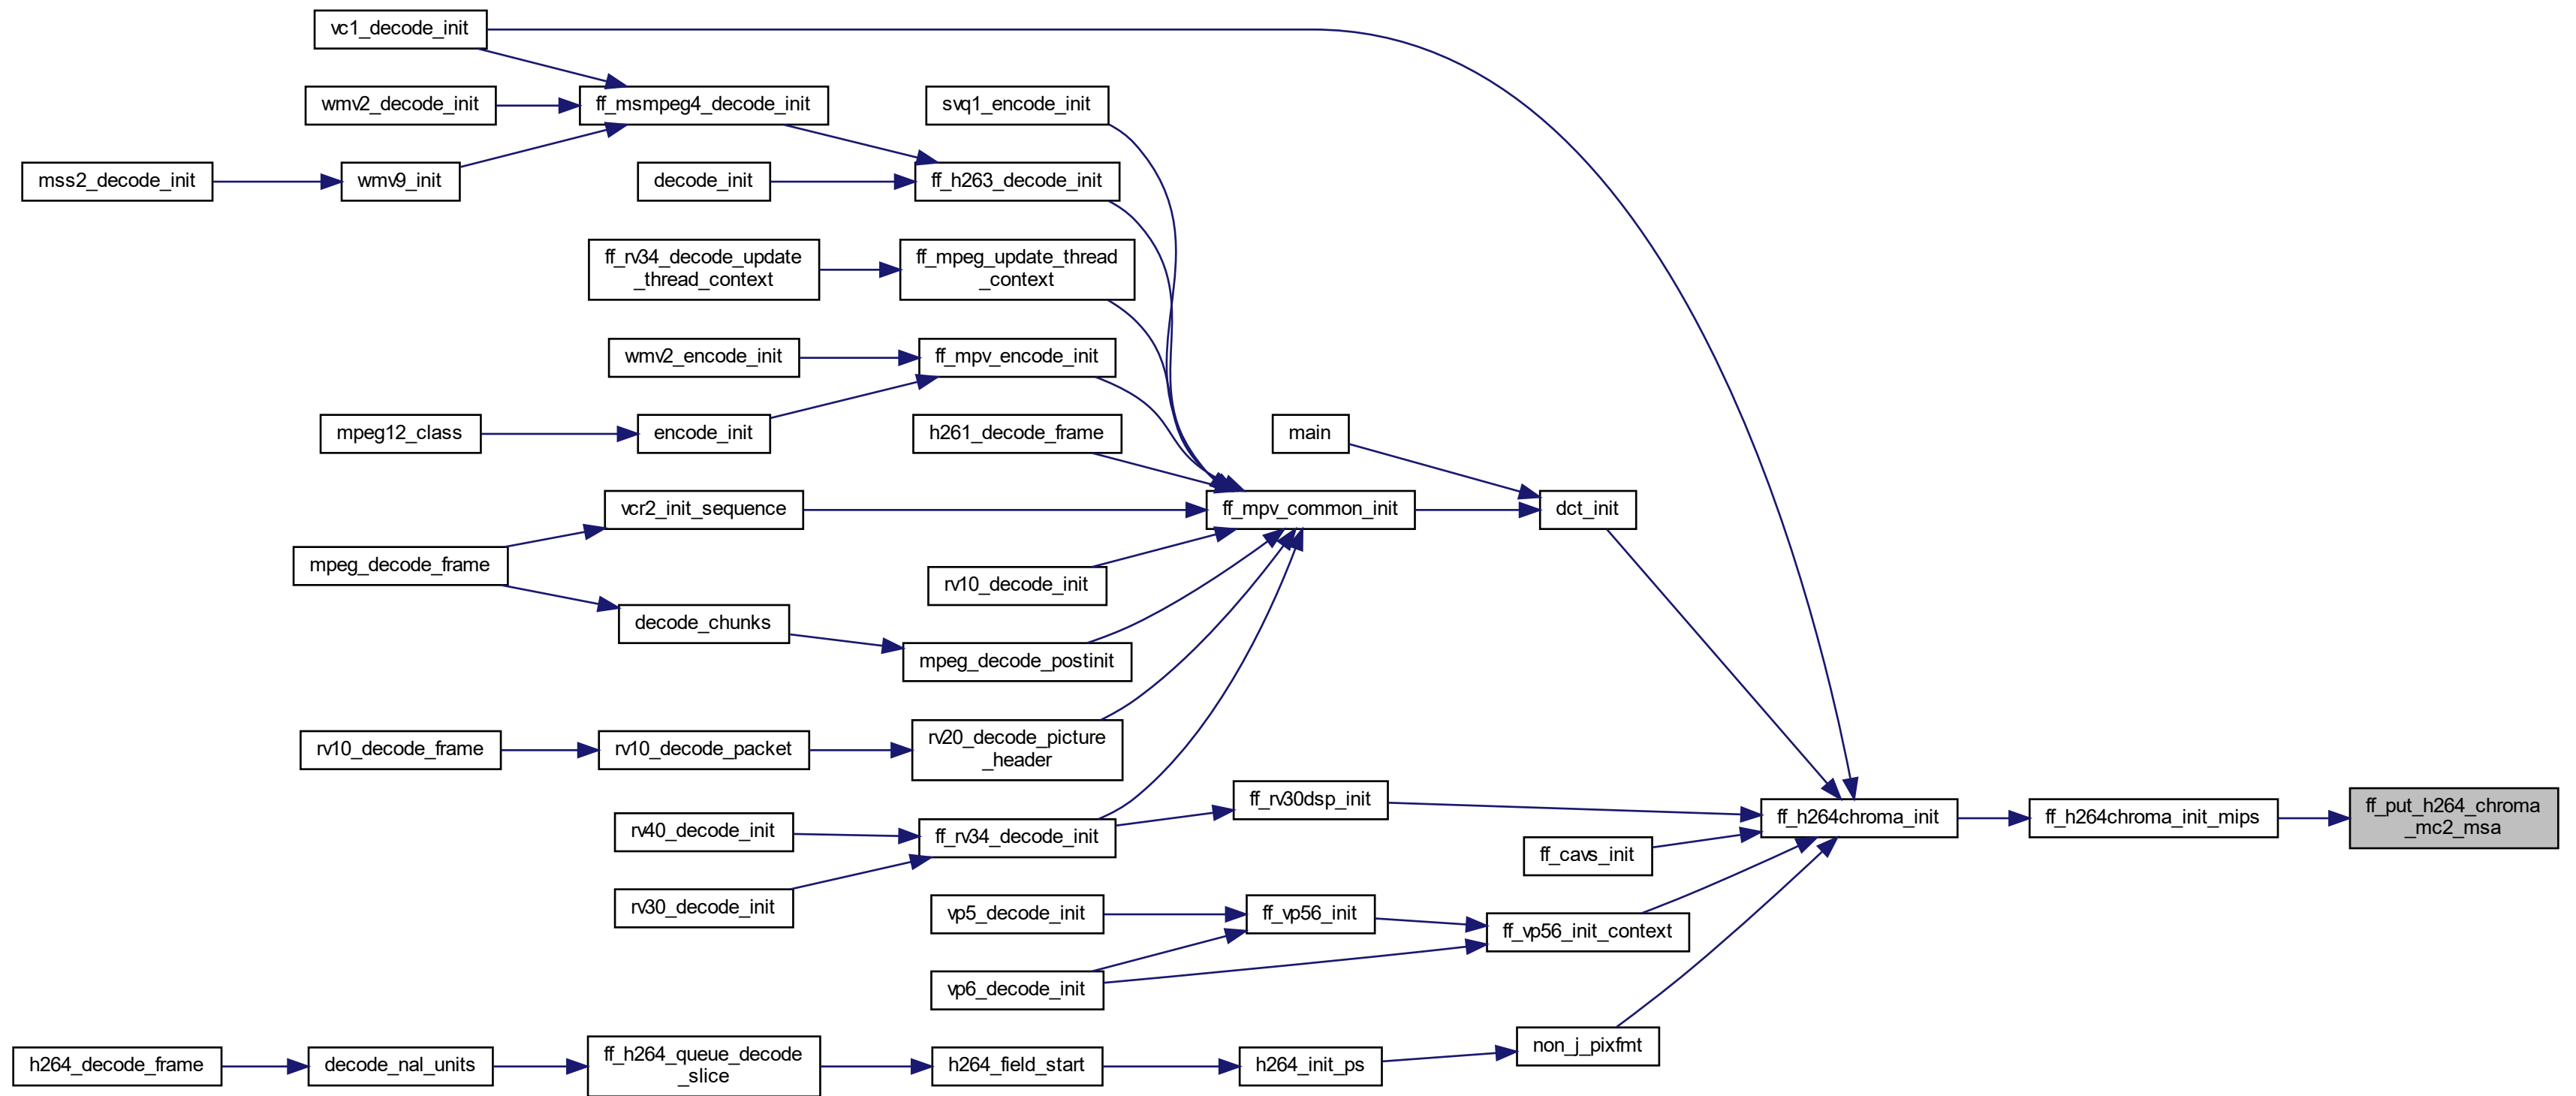 vc1_decode_init
wmv2_decode_init
ff_msmpeg4_decode_init
svq1_encode_init
mss2_decode_init
wmv9_init
decode_init
ff_h263_decode_init
ff_rv34_decode_update
_thread_context
ff_mpeg_update_thread
_context
wmv2_encode_init
ff_mpv_encode_init
mpeg12_class
encode_init
h261_decode_frame
main
vcr2_init_sequence
ff_mpv_common_init
dct_init
mpeg_decode_frame
rv10_decode_init
decode_chunks
mpeg_decode_postinit
rv10_decode_frame
rv10_decode_packet
rv20_decode_picture
_header
ff_rv30dsp_init
ff_h264chroma_init
ff_h264chroma_init_mips
ff_put_h264_chroma
_mc2_msa
rv40_decode_init
ff_rv34_decode_init
ff_cavs_init
rv30_decode_init
vp5_decode_init
ff_vp56_init
ff_vp56_init_context
vp6_decode_init
non_j_pixfmt
h264_decode_frame
decode_nal_units
ff_h264_queue_decode
_slice
h264_field_start
h264_init_ps